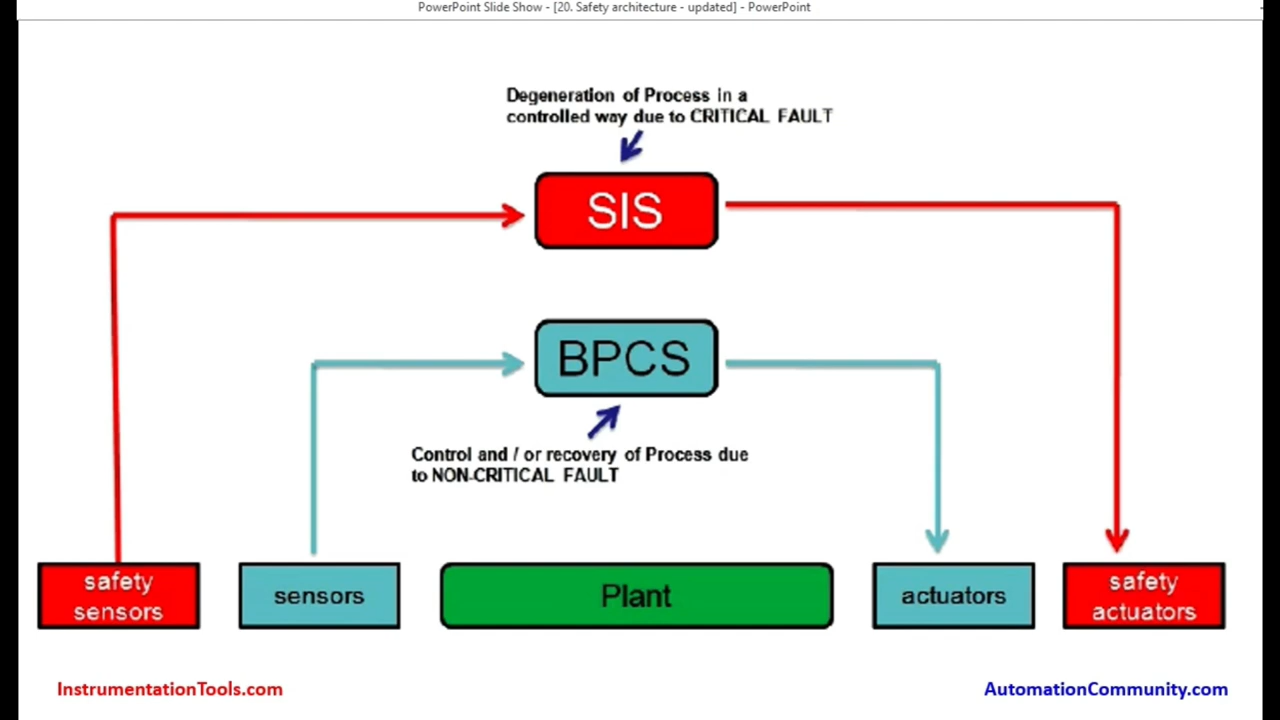 PowerPoint Slide Show - [20. Safety architecture - updated] - PowerPoint
Degeneration of Process in a
controlled way due to CRITICAL FAULT
SIS
BPCS
Control and / or recovery of Process due
to NON-CRITICAL FAULT
safety
sensors
sensors
Plant
actuators
safety
actuators
InstrumentationTools.com
AutomationCommunity.com